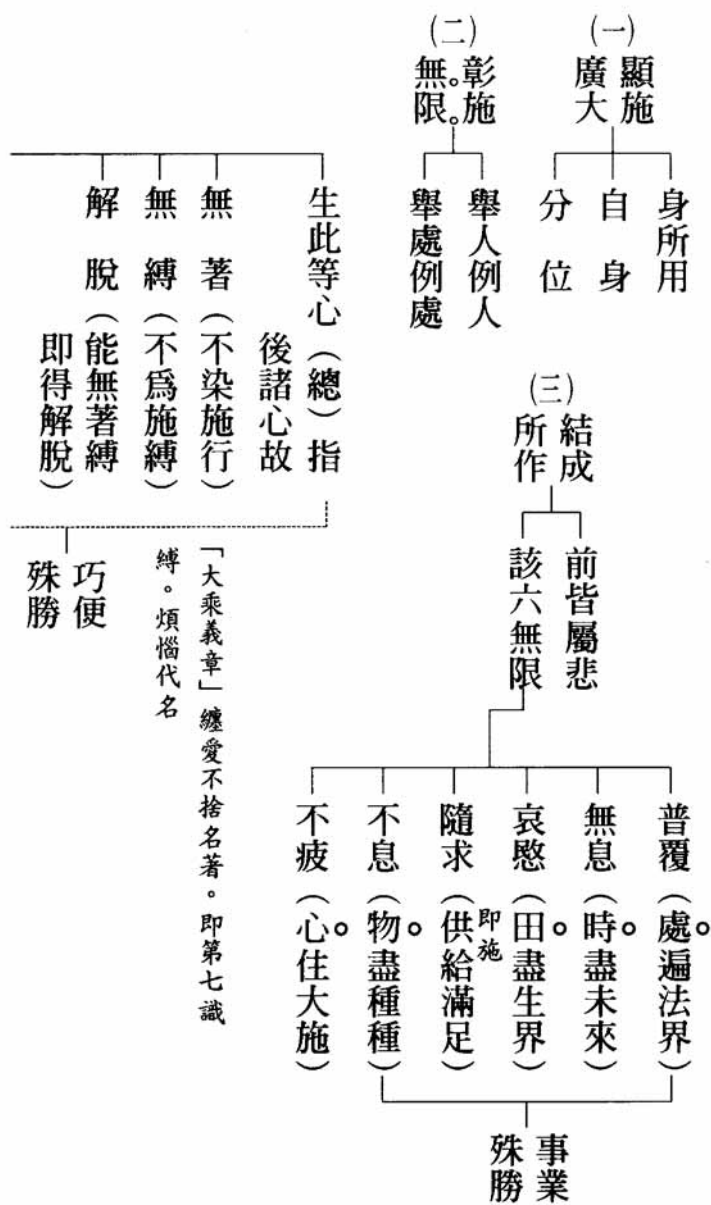 (一)
顯施
廣大
身所用
自身
分位
(二)
彰施
無。限。
舉人例人
舉處例處
(三)
結成
所作
前皆屬悲
該六無限
普覆(處遍法界)
無息(時盡未來)
哀愍(田盡生界)
隨求(供給滿足)
即施
不息(物盡種種)
不疲(心住大施)
事業
殊勝
生此等心(總)指
後諸心故
無著(不染施行)
無縛(不為施縛)
解脫(能無著縛
即得解脫)
巧便
殊勝
「大乘義章」纏愛不捨名著。即第七識
縛。煩惱代名